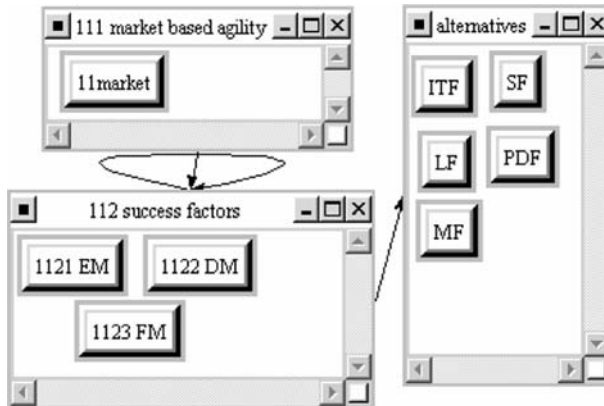 111 market based agility
11market
112 success factors
1121 EM
1122 DM
1123 FM
alternatives
ITF
SF
LF
PDF
MF